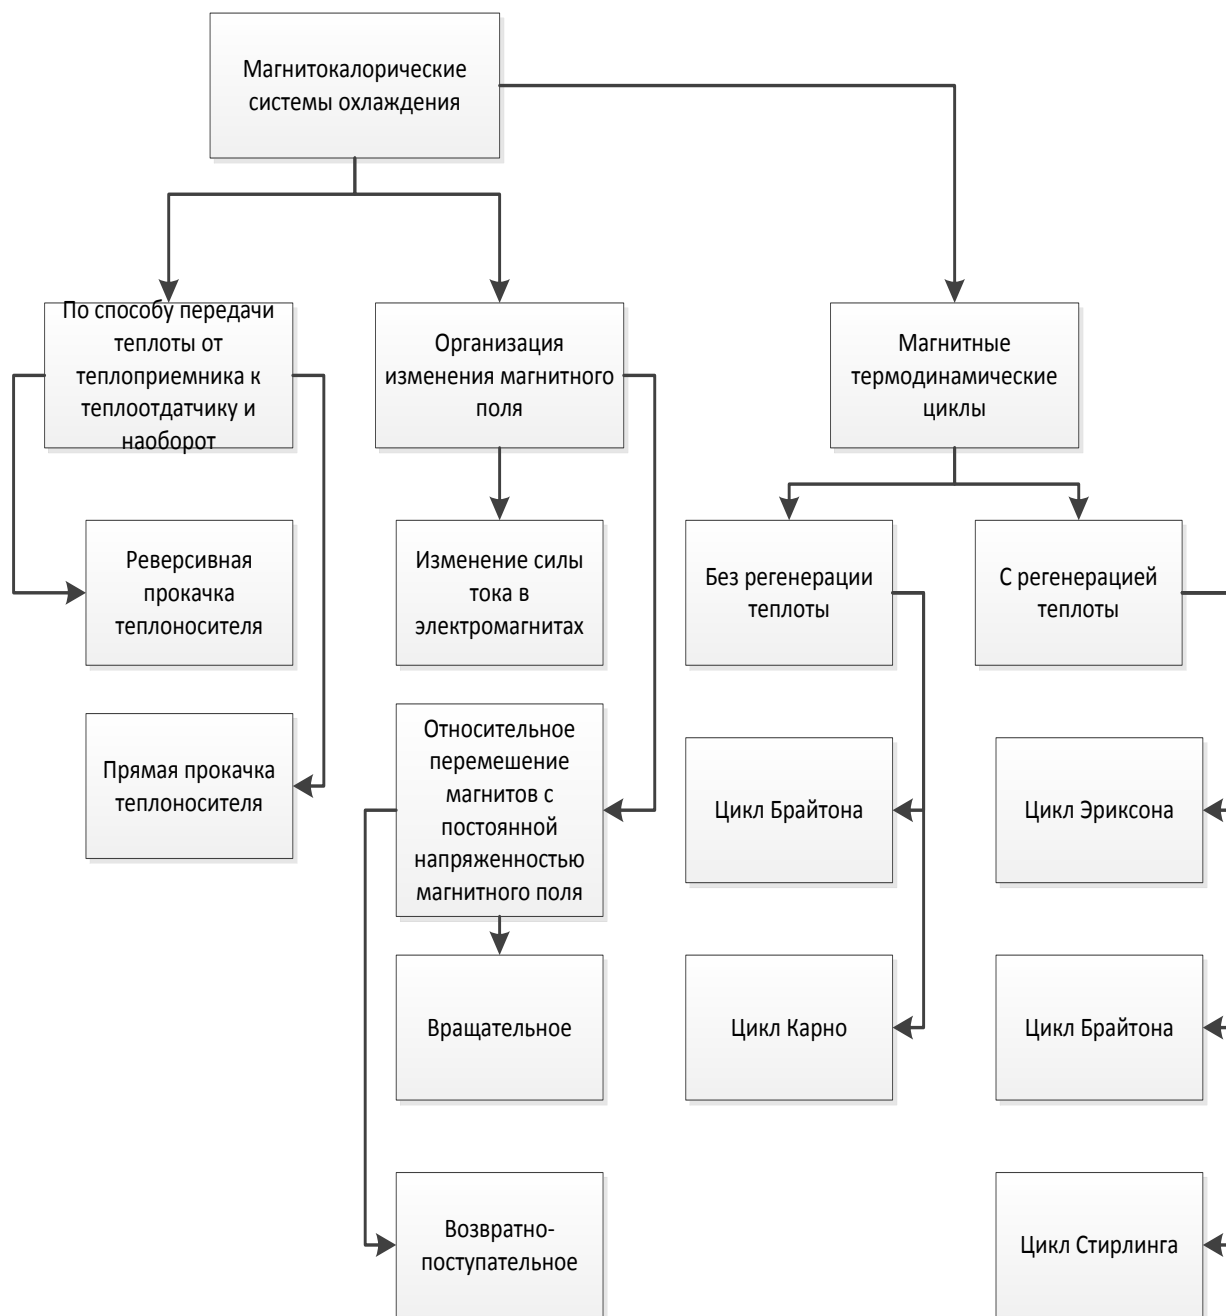 Магнитокалорические
системы охлаждения
По способу передачи
теплоты от
теплоприемника к
теплоотдатчику и
наоборот
Организация
изменения магнитного
поля
Магнитные
термодинамические
циклы
Реверсивная
прокачка
теплоносителя
Изменение силы
тока в
электромагнитах
Без регенерации
теплоты
С регенерацией
теплоты
Прямая прокачка
теплоносителя
Относительное
перемешение
магнитов с
постоянной
напряженностью
магнитного поля
Цикл Брайтона
Цикл Эриксона
Вращательное
Цикл Карно
Цикл Брайтона
Возвратно-
поступательное
Цикл Стирлинга